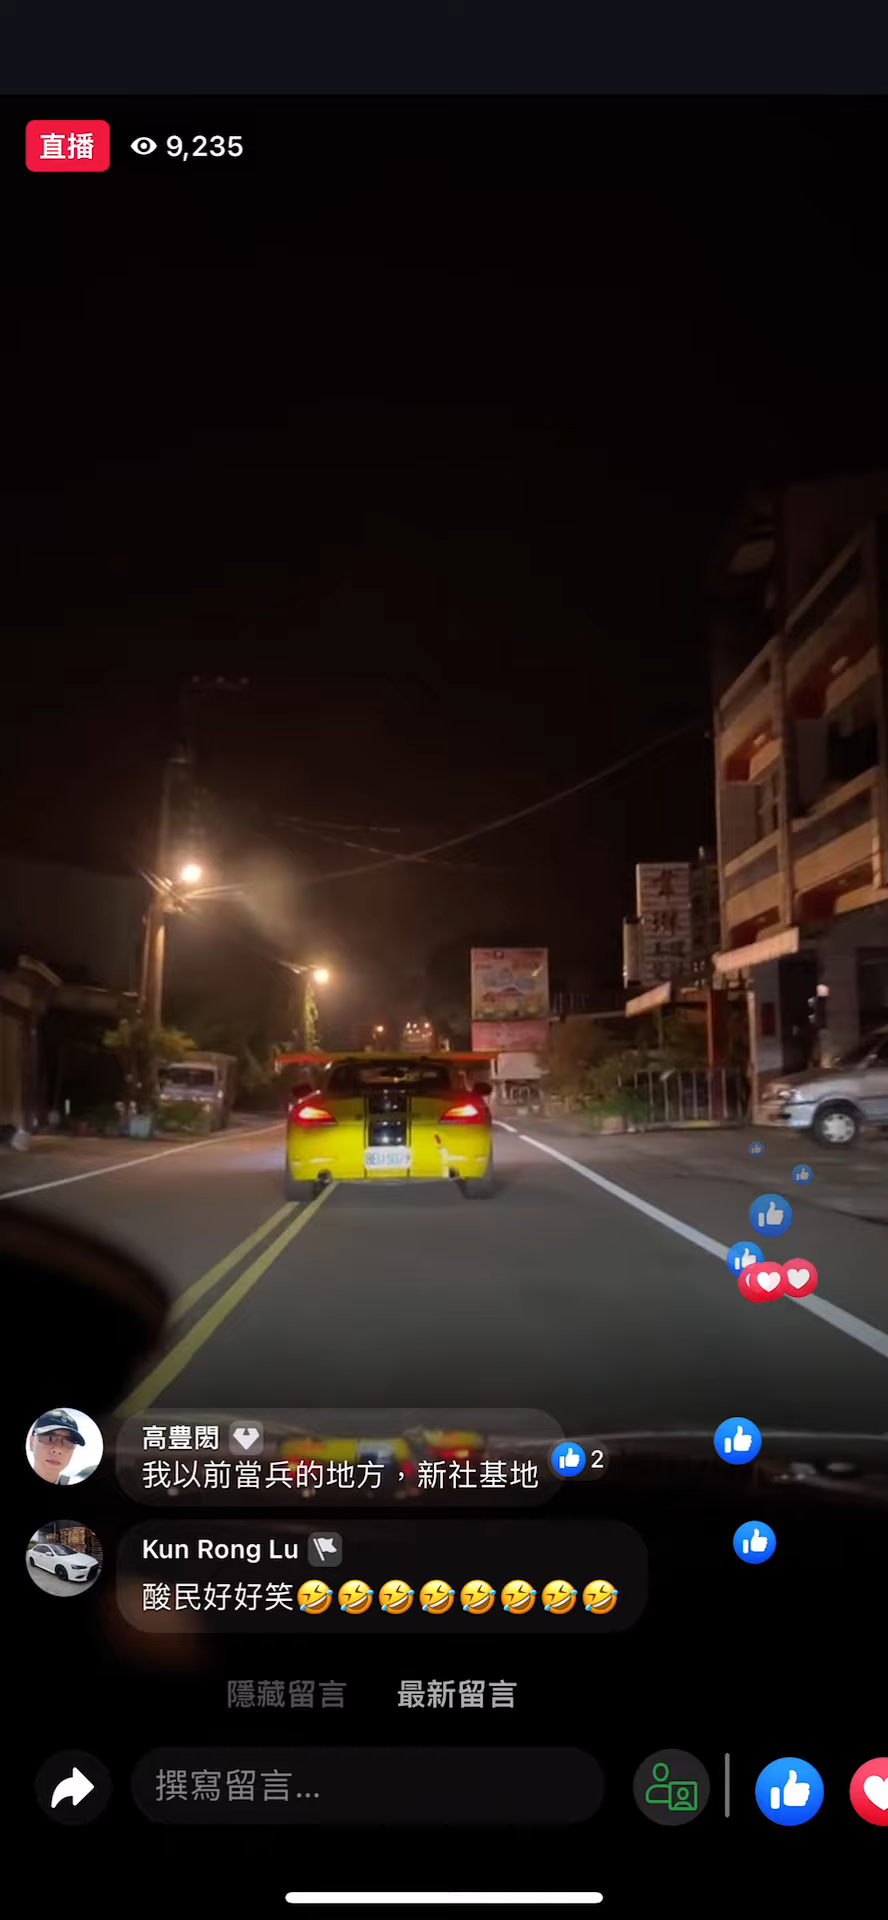 直播 9,235
高豊閎
我以前當兵的地方，新社基地
2
Kun Rong Lu
酸民好好笑🤣🤣🤣🤣🤣🤣🤣🤣
隱藏留言 最新留言
撰寫留言...